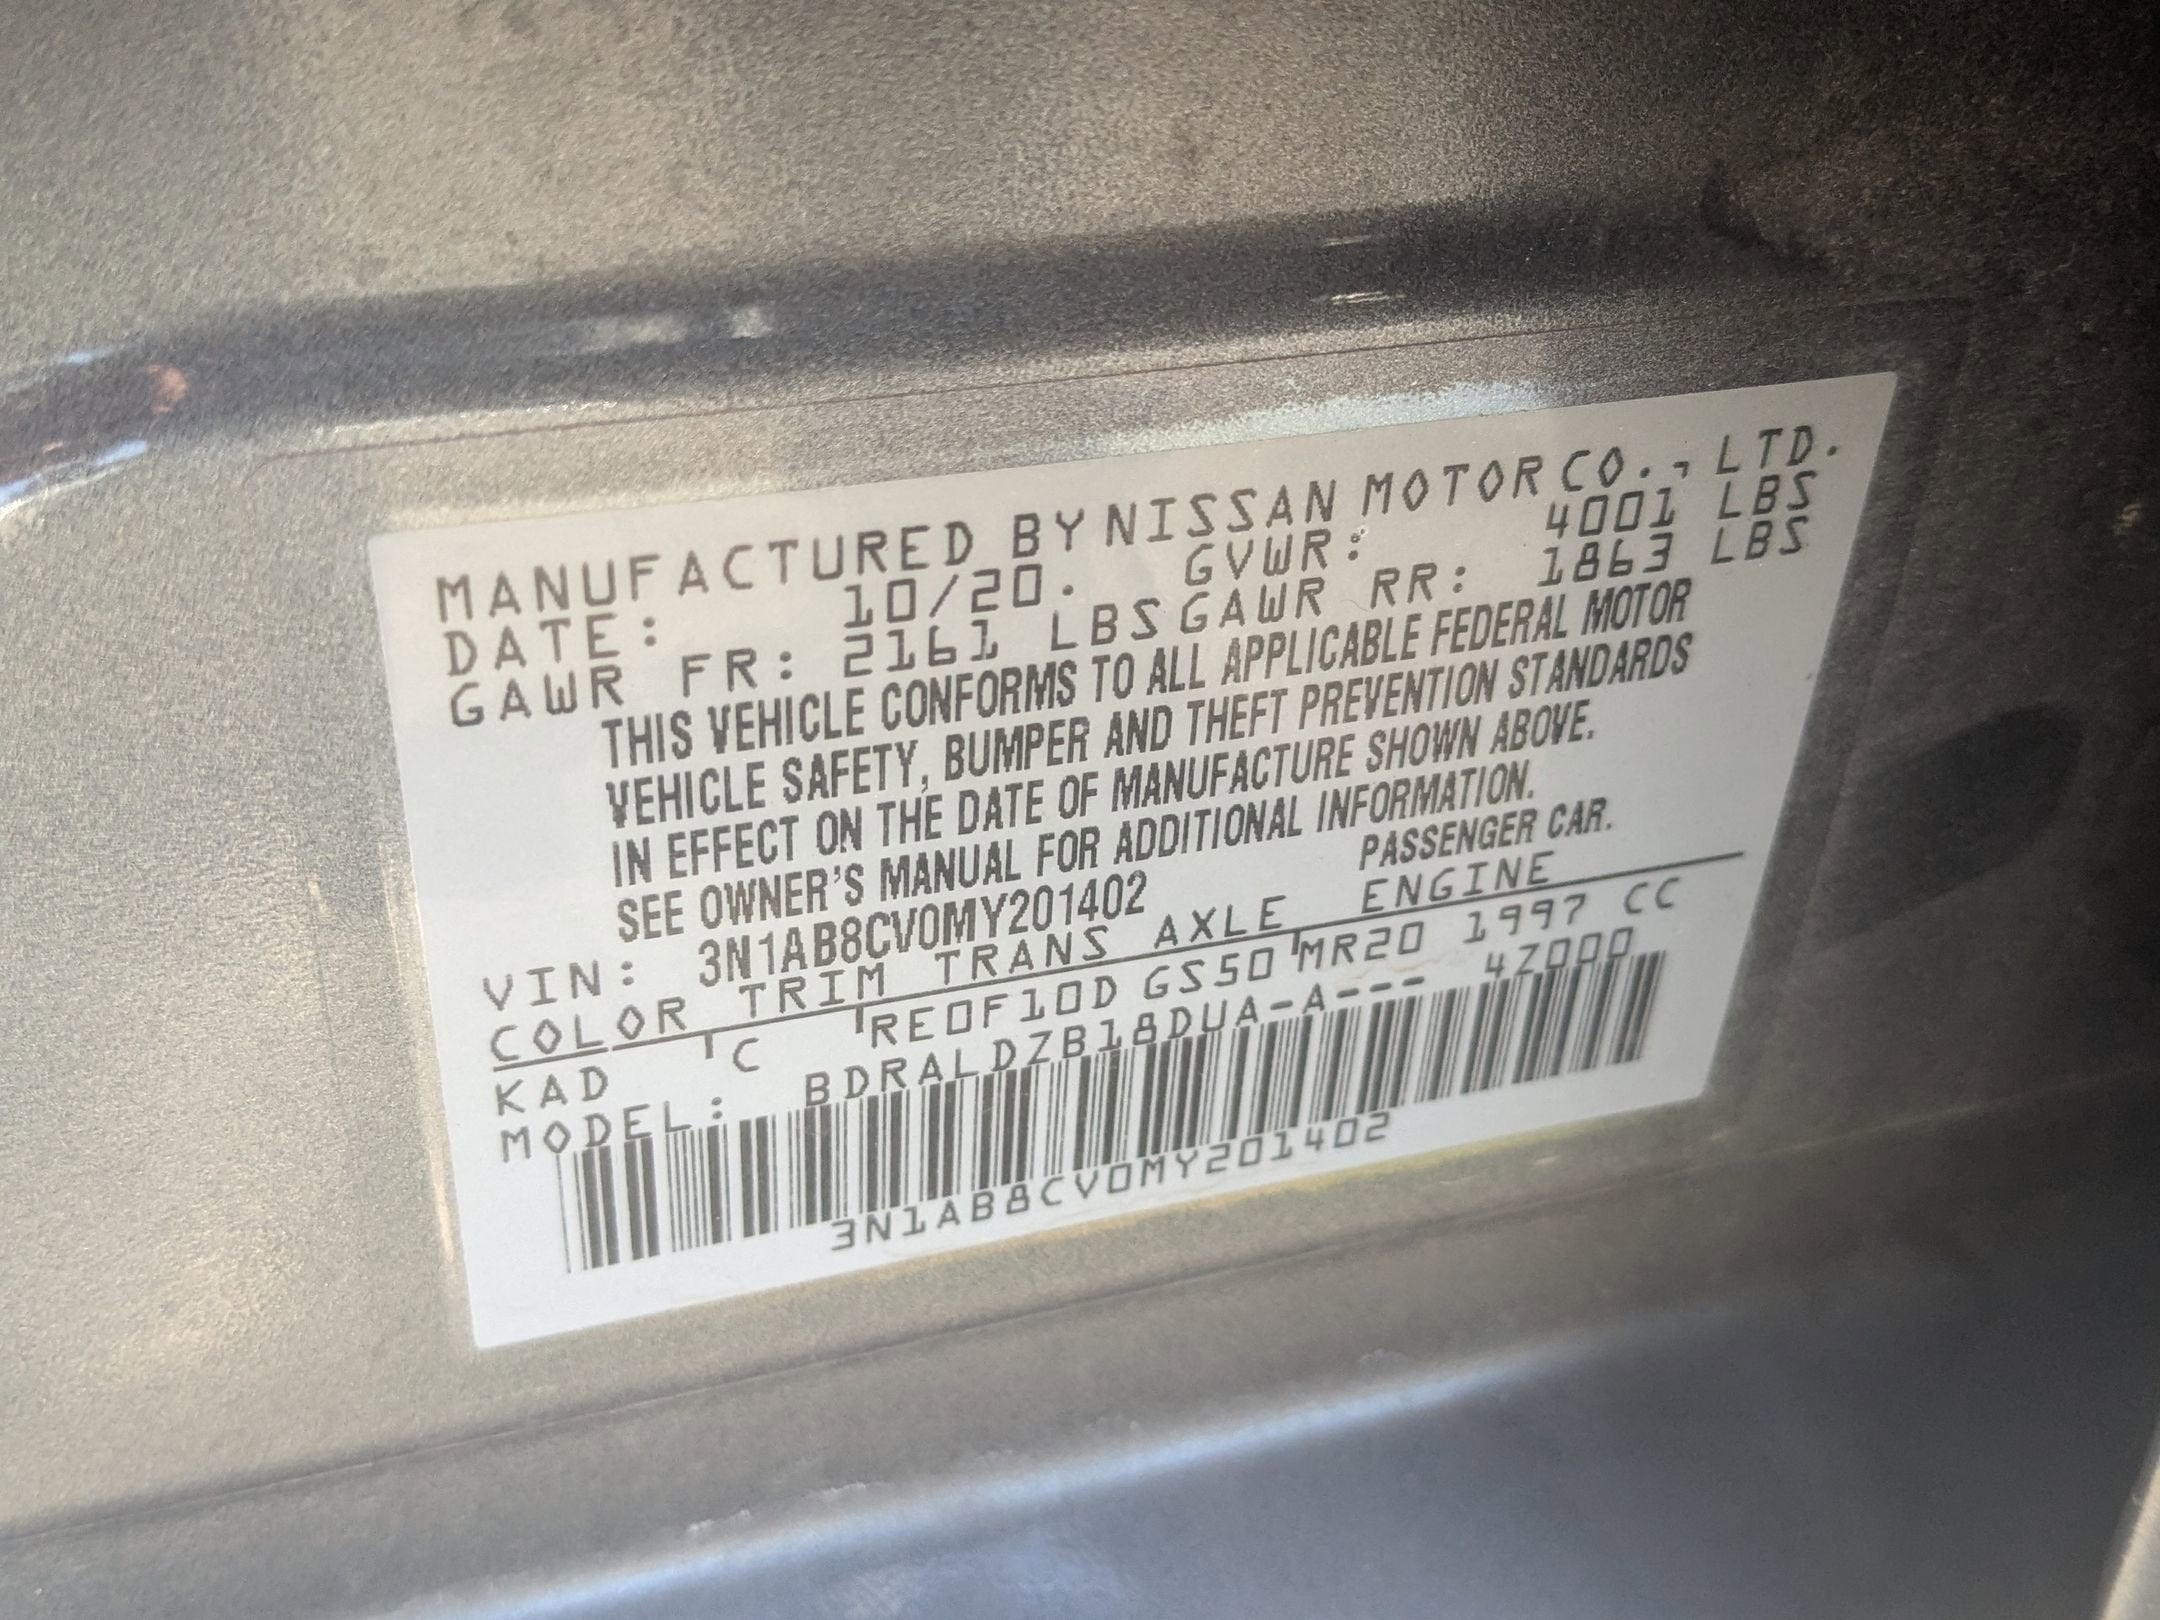 MANUFACTURED BY NISSAN MOTOR CO., LTD.
DATE: 10/20. GVWR: 4001 LBS
GAWR FR: 2161 LBS GAWR RR: 1863 LBS
THIS VEHICLE CONFORMS TO ALL APPLICABLE FEDERAL MOTOR
VEHICLE SAFETY, BUMPER AND THEFT PREVENTION STANDARDS
IN EFFECT ON THE DATE OF MANUFACTURE SHOWN ABOVE.
SEE OWNER'S MANUAL FOR ADDITIONAL INFORMATION.
VIN: 3N1AB8CV0MY201402 PASSENGER CAR.
COLOR TRIM TRANS AXLE ENGINE
KAD C RE0F10D GS50 MR20 1997 CC
MODEL: BDRALDZB18DUA-A--- 4Z000
3N1AB8CV0MY201402